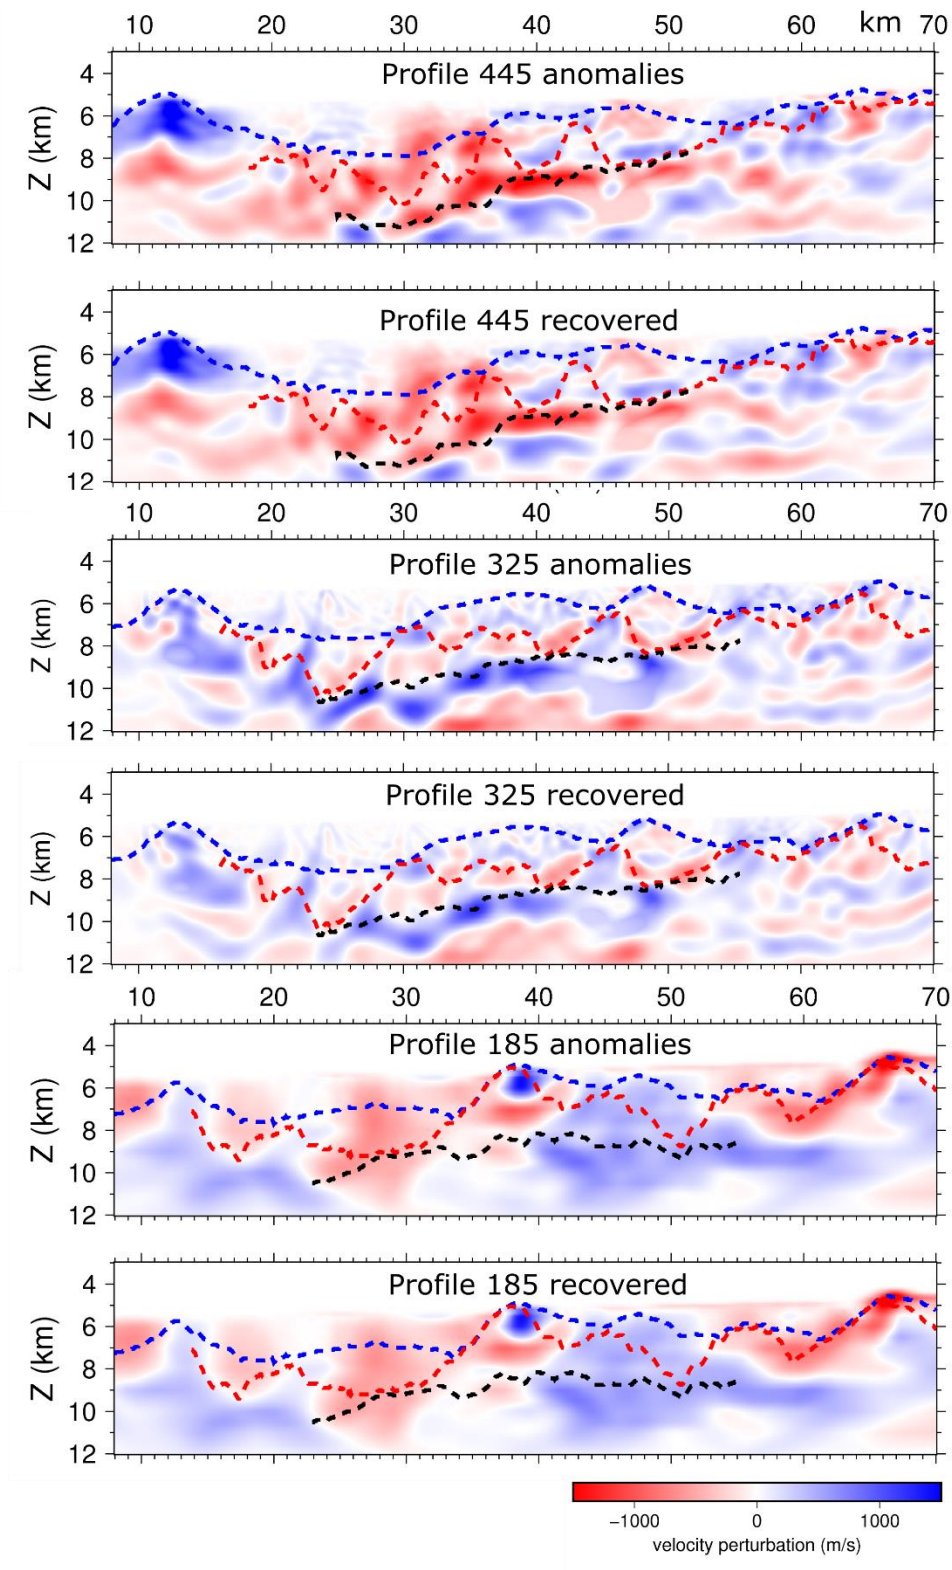 10 20 30 40 50 60 km 70
Profile 445 anomalies
Z (km)
4
6
8
10
12
Profile 445 recovered
Z (km)
4
6
8
10
12
10 20 30 40 50 60 70
Profile 325 anomalies
Z (km)
4
6
8
10
12
Profile 325 recovered
Z (km)
4
6
8
10
12
10 20 30 40 50 60 70
Profile 185 anomalies
Z (km)
4
6
8
10
12
Profile 185 recovered
Z (km)
4
6
8
10
12
−1000 0 1000
velocity perturbation (m/s)